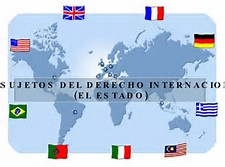 SUJETOS DEL DERECHO INTERNACIO
(EL ESTADO)